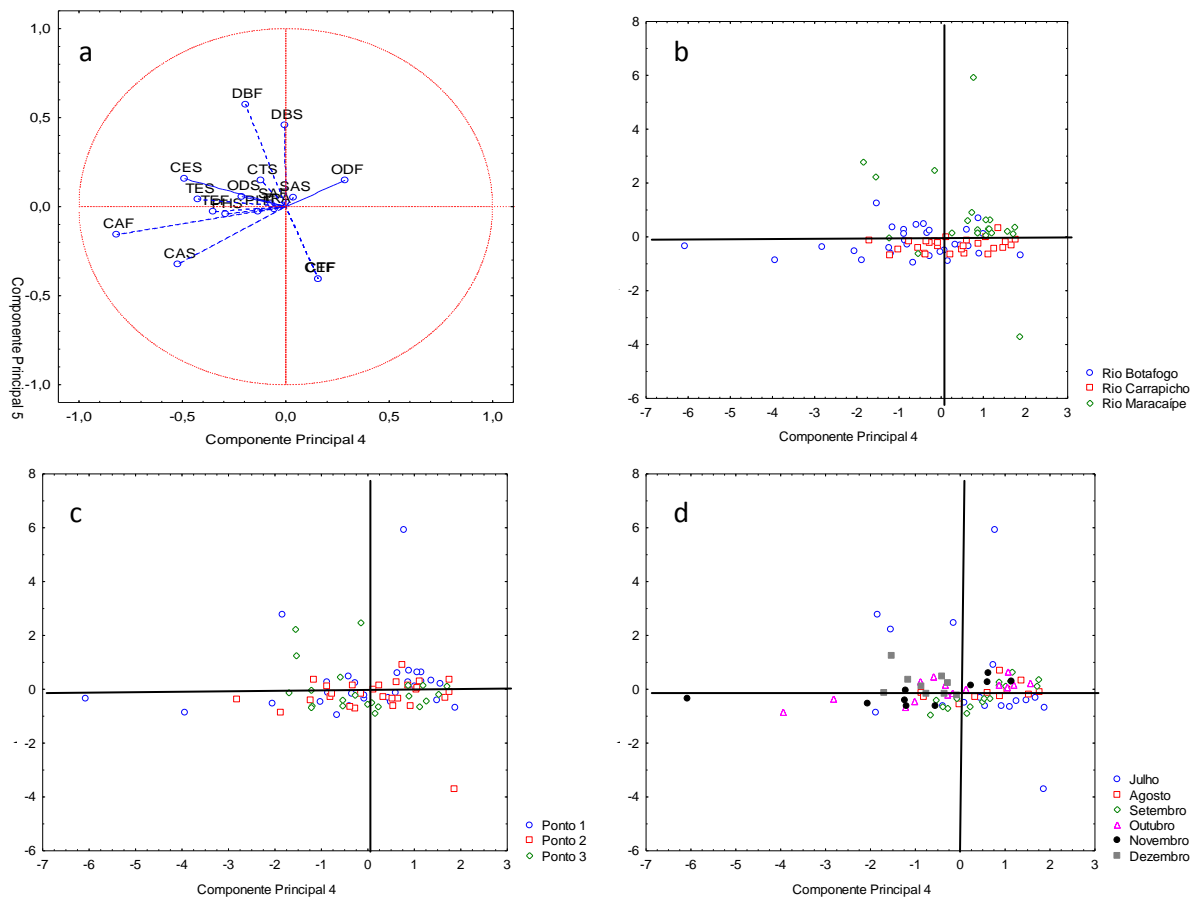 a
1,0
0,5
0,0
-0,5
-1,0
-1,0
-0,5
0,0
0,5
1,0
DBF
DBS
CES
CTS
ODF
TES
ODS
SAS
CAF
CAS
Componente Principal 4
Componente Principal 5
b
8
6
4
2
0
-2
-4
-6
-7 -6 -5 -4 -3 -2 -1 0 1 2 3
Componente Principal 4
Rio Botafogo
Rio Carrapicho
Rio Maracaípe
c
8
6
4
2
0
-2
-4
-6
-7 -6 -5 -4 -3 -2 -1 0 1 2 3
Componente Principal 4
Ponto 1
Ponto 2
Ponto 3
d
8
6
4
2
0
-2
-4
-6
-7 -6 -5 -4 -3 -2 -1 0 1 2 3
Componente Principal 4
Julho
Agosto
Setembro
Outubro
Novembro
Dezembro